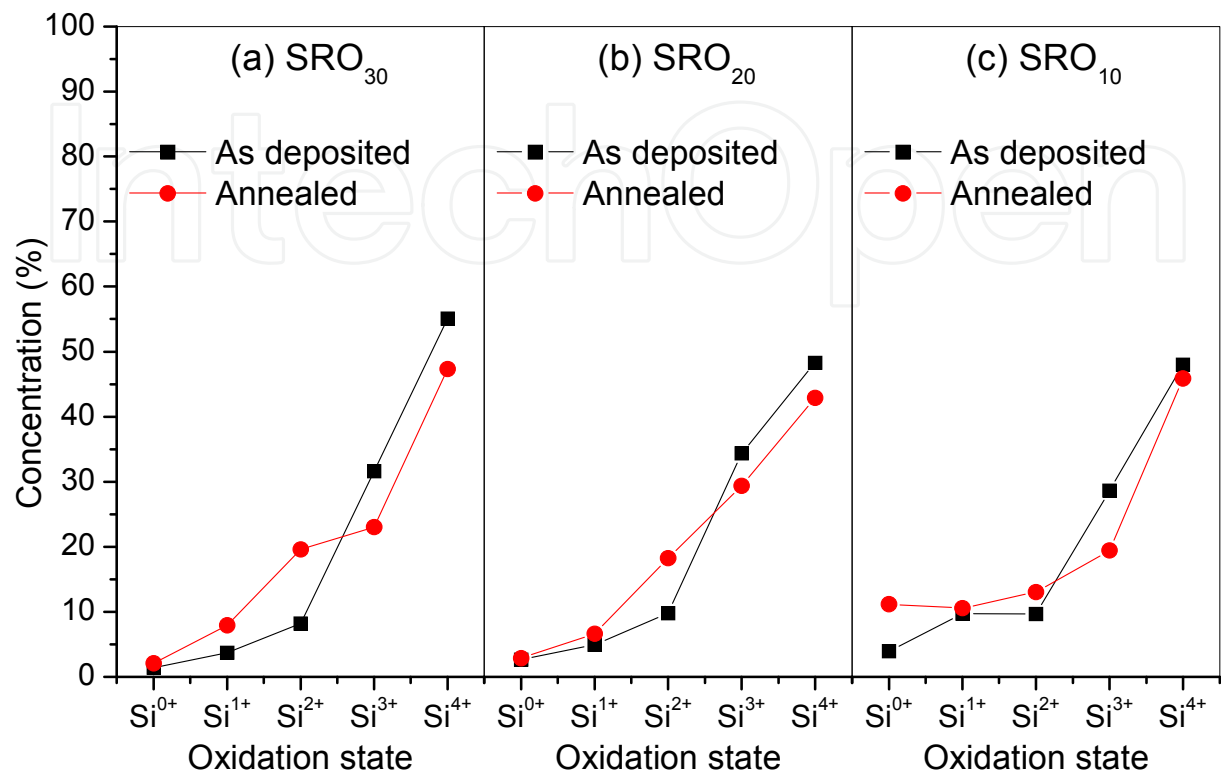 (a) SRO₃₀
(b) SRO₂₀
(c) SRO₁₀
As deposited
Annealed
As deposited
Annealed
As deposited
Annealed
IntechOpen
Concentration (%)
100
90
80
70
60
50
40
30
20
10
0
Si⁰⁺ Si¹⁺ Si²⁺ Si³⁺ Si⁴⁺
Si⁰⁺ Si¹⁺ Si²⁺ Si³⁺ Si⁴⁺
Si⁰⁺ Si¹⁺ Si²⁺ Si³⁺ Si⁴⁺
Oxidation state
Oxidation state
Oxidation state